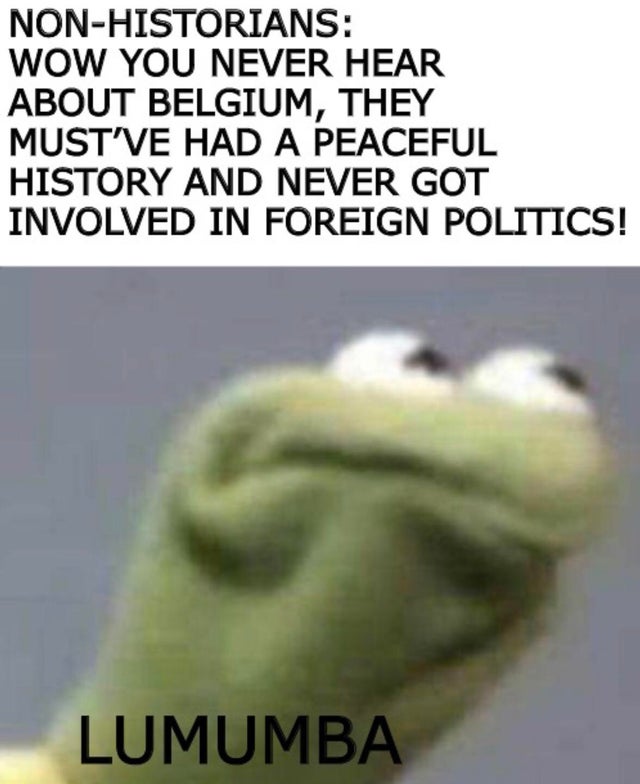 NON-HISTORIANS:
WOW YOU NEVER HEAR
ABOUT BELGIUM, THEY
MUST'VE HAD A PEACEFUL
HISTORY AND NEVER GOT
INVOLVED IN FOREIGN POLITICS!
LUMUMBA